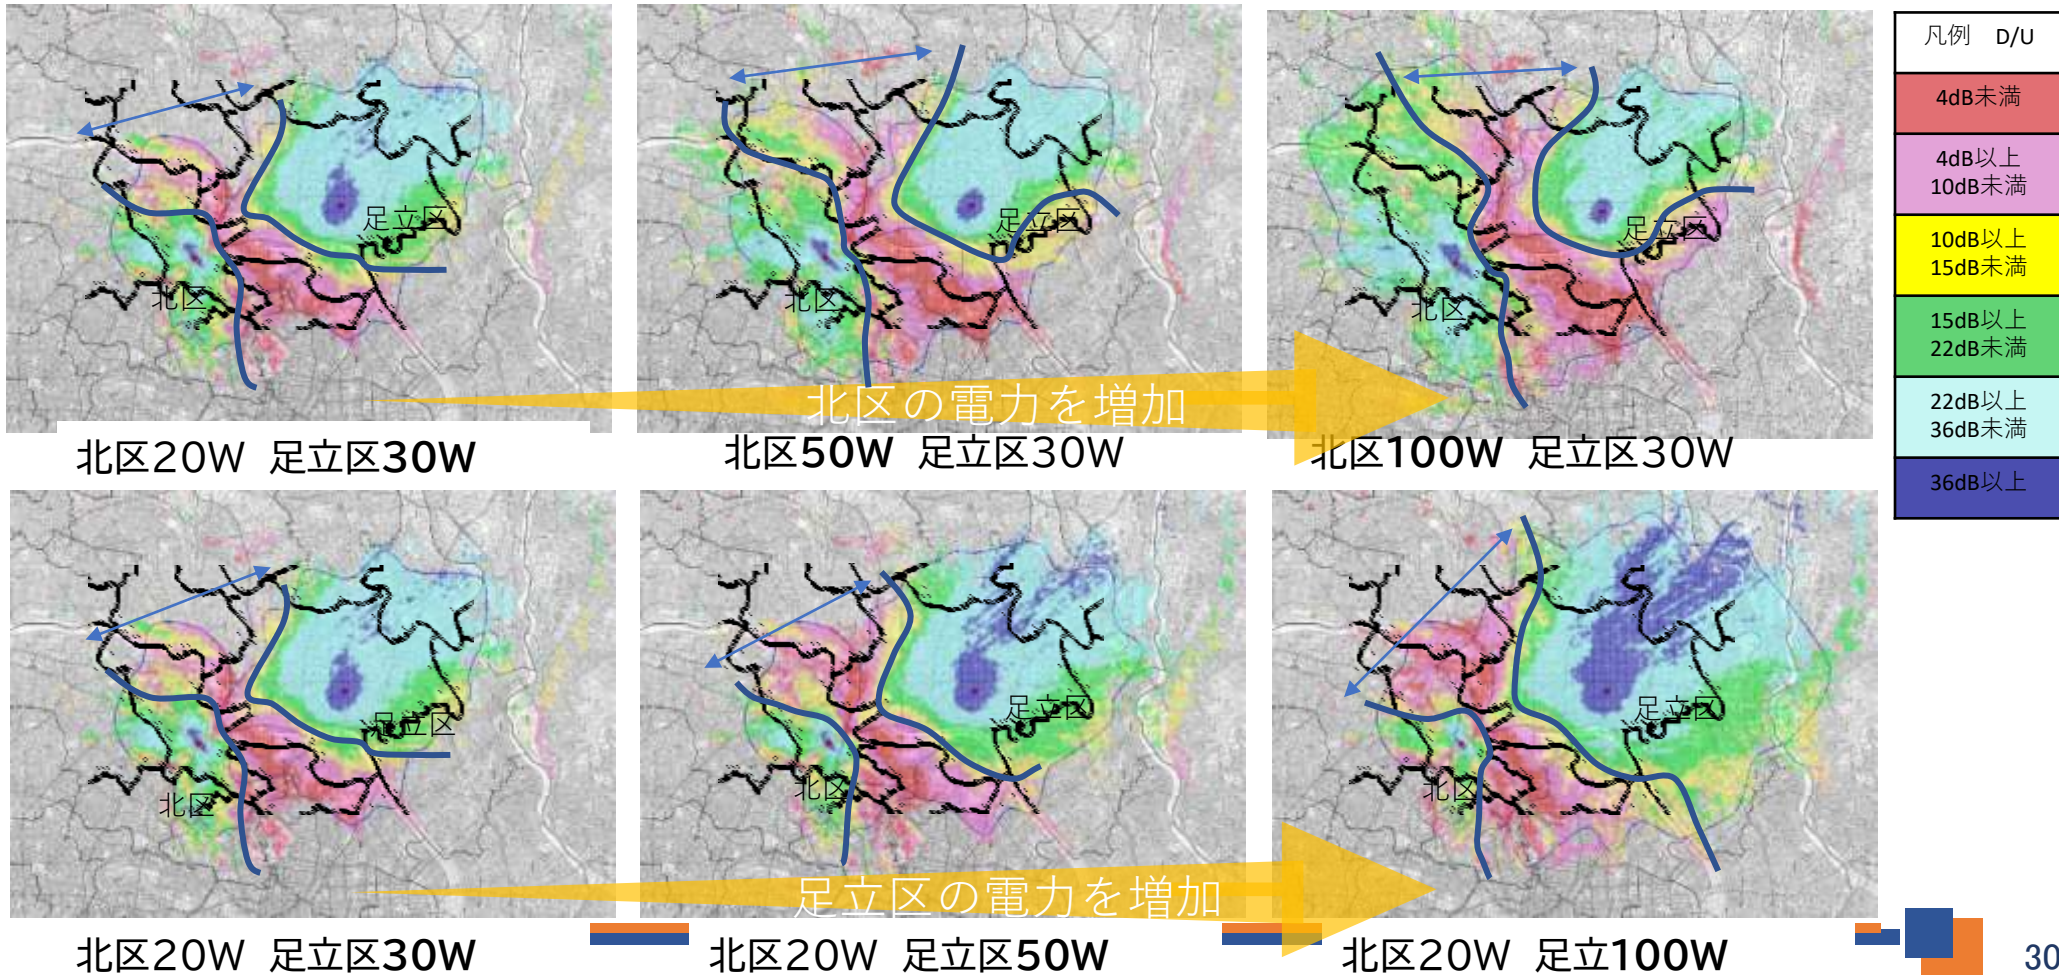 凡例 D/U
4dB未満
4dB以上
10dB未満
10dB以上
15dB未満
15dB以上
22dB未満
22dB以上
36dB未満
36dB以上
足立区
北区
足立区
北区
足立区
北区
北区の電力を増加
北区20W 足立区30W
北区50W 足立区30W
北区100W 足立区30W
足立区
北区
足立区
北区
足立区
北区
足立区の電力を増加
北区20W 足立区30W
北区20W 足立区50W
北区20W 足立100W
30